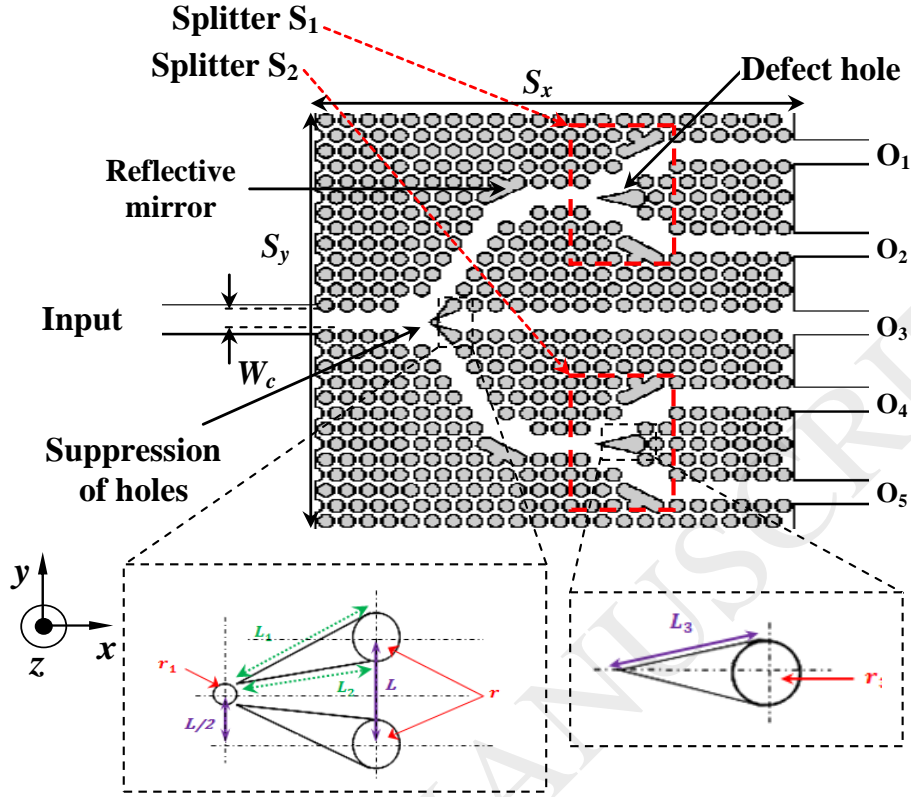 Splitter S1
Splitter S2
Defect hole
Sx
Reflective
mirror
O1
O2
Sy
Input
O3
Wc
O4
Suppression
of holes
O5
y
z
x
L1
r1
L2
L
r
L/2
L3
MANUSCRI